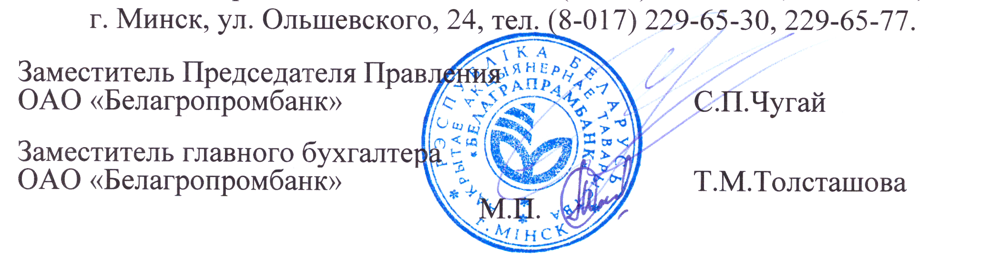 г. Минск, ул. Ольшевского, 24, тел. (8-017) 229-65-30, 229-65-77.
Заместитель Председателя Правления
ОАО «Белагропромбанк»
С.П.Чугай
Заместитель главного бухгалтера
ОАО «Белагропромбанк»
Т.М.Толсташова
М.П.
РЭСПУБЛІКА БЕЛАРУСЬ
АДКРЫТАЕ АКЦЫЯНЕРНАЕ ТАВАРЫСТВА
«БЕЛАГРАПРАМБАНК»
г.МІНСК